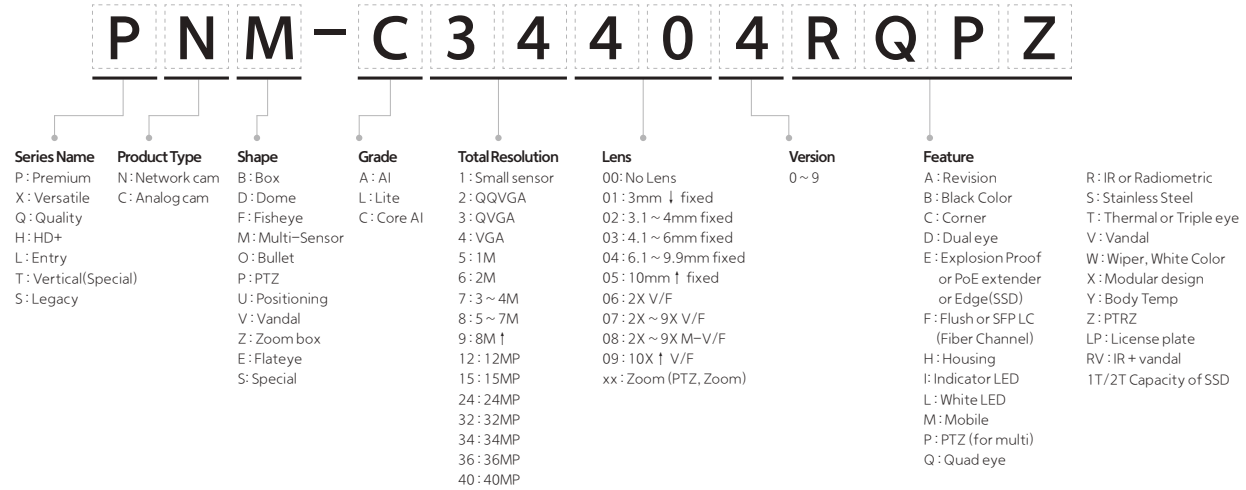 PNM-C34404RQPZ
Series Name
P : Premium
X : Versatile
Q : Quality
H : HD+
L : Entry
T : Vertical(Special)
S : Legacy
Product Type
N : Network cam
C : Analog cam
Shape
B : Box
D : Dome
F : Fisheye
M : Multi-Sensor
O : Bullet
P : PTZ
U : Positioning
V : Vandal
Z : Zoom box
E : Flateye
S: Special
Grade
A : AI
L : Lite
C : Core AI
Total Resolution
1 : Small sensor
2 : QQVGA
3 : QVGA
4 : VGA
5 : 1M
6 : 2M
7 : 3 ~ 4M
8 : 5 ~ 7M
9 : 8M ↑
12 : 12MP
15 : 15MP
24 : 24MP
32 : 32MP
34 : 34MP
36 : 36MP
40 : 40MP
Lens
00: No Lens
01 : 3mm ↓ fixed
02 : 3.1 ~ 4mm fixed
03 : 4.1 ~ 6mm fixed
04 : 6.1 ~ 9.9mm fixed
05 : 10mm ↑ fixed
06 : 2X V/F
07 : 2X ~ 9X V/F
08 : 2X ~ 9X M-V/F
09 : 10X ↑ V/F
xx : Zoom (PTZ, Zoom)
Version
0 ~ 9
Feature
A : Revision
B : Black Color
C : Corner
D : Dual eye
E : Explosion Proof
or PoE extender
or Edge(SSD)
F : Flush or SFP LC
(Fiber Channel)
H : Housing
I: Indicator LED
L : White LED
M : Mobile
P : PTZ (for multi)
Q : Quad eye
R : IR or Radiometric
S : Stainless Steel
T : Thermal or Triple eye
V : Vandal
W : Wiper, White Color
X : Modular design
Y : Body Temp
Z : PTRZ
LP : License plate
RV : IR + vandal
1T/2T Capacity of SSD